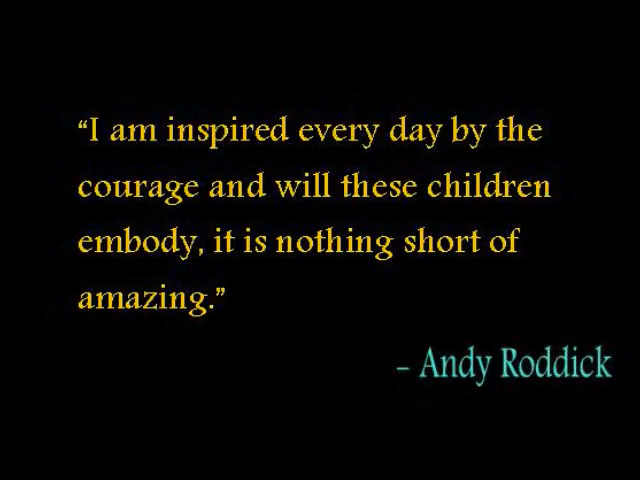 “I am inspired every day by the
courage and will these children
embody, it is nothing short of
amazing.”
– Andy Roddick